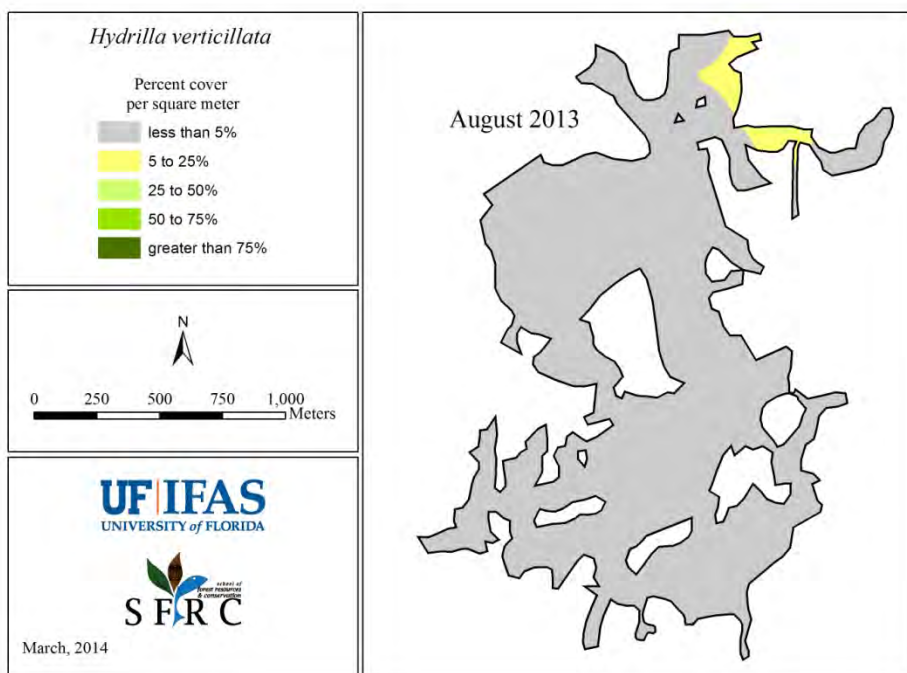 Hydrilla verticillata
Percent cover
per square meter
less than 5%
5 to 25%
25 to 50%
50 to 75%
greater than 75%
N
0 250 500 750 1,000
Meters
UF|IFAS
UNIVERSITY of FLORIDA
school of
forest resources
& conservation
SFRC
March, 2014
August 2013